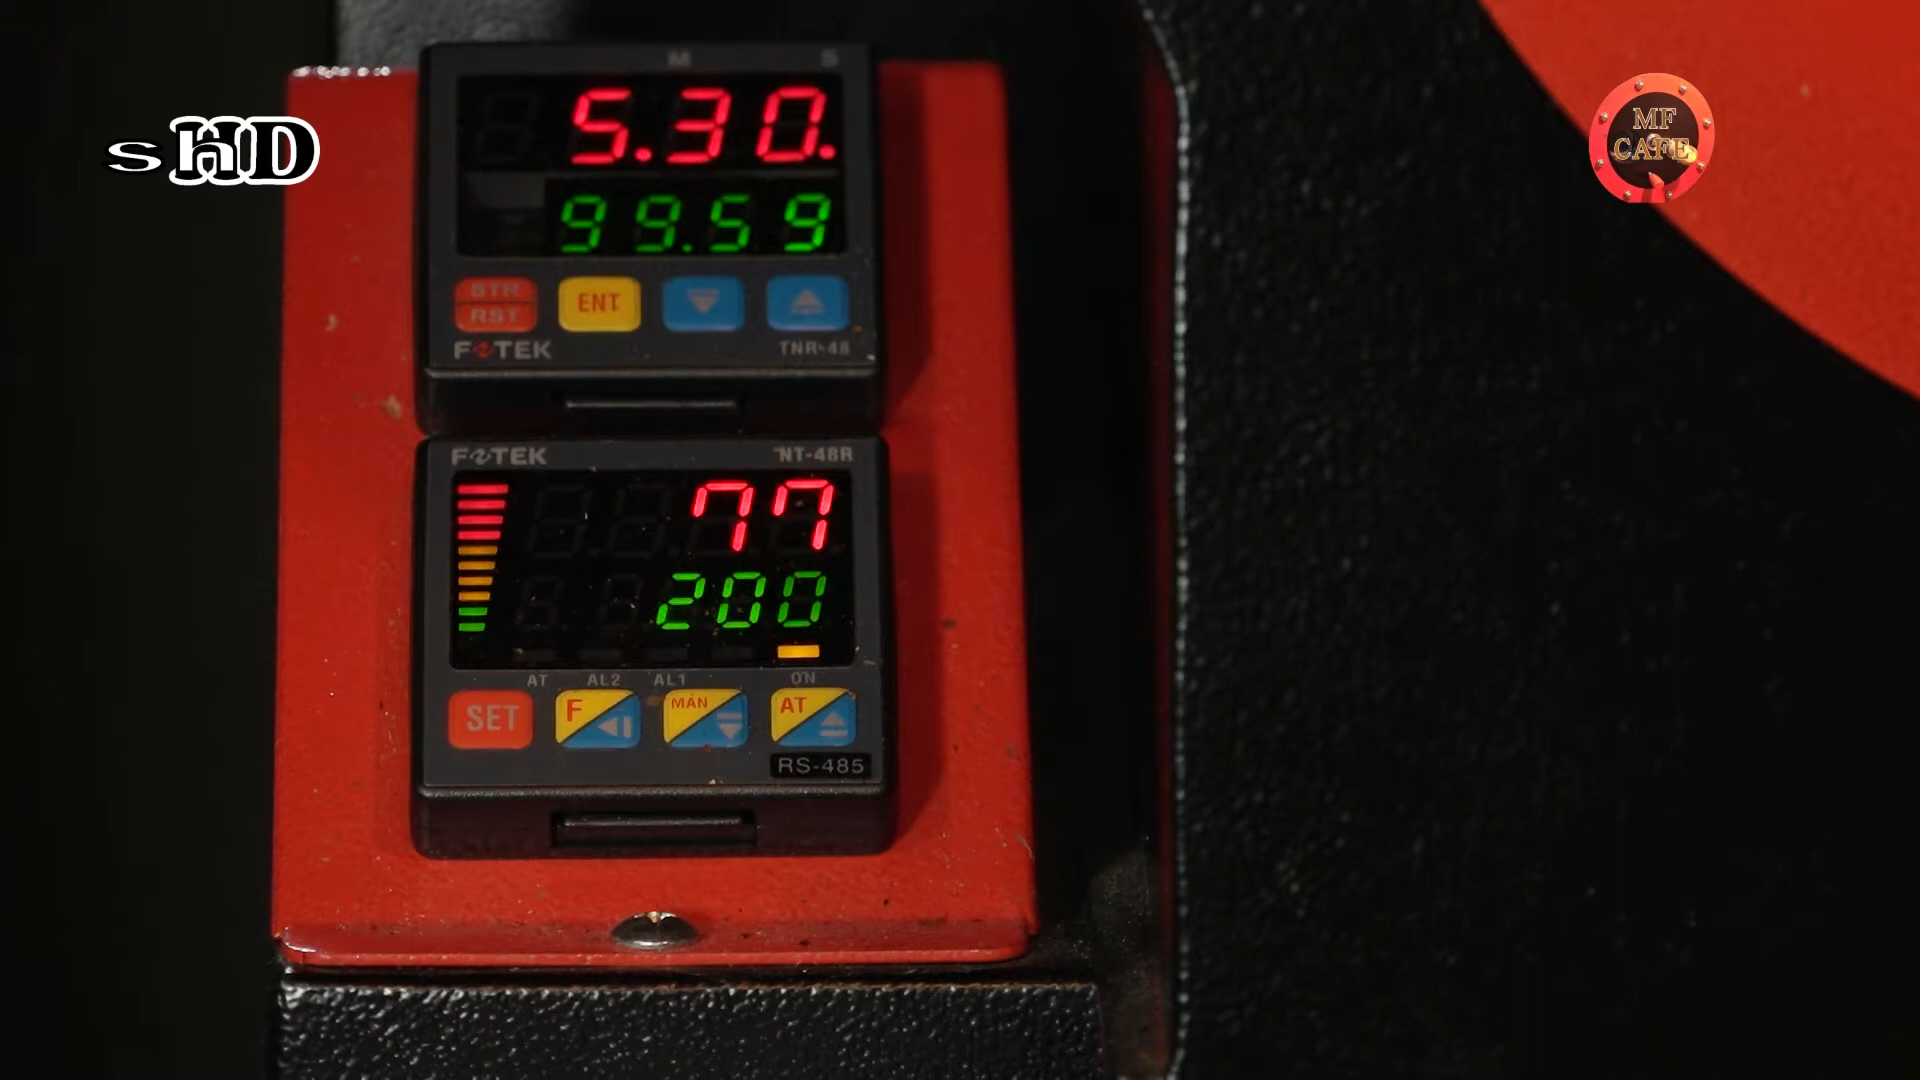 M S
5.30.
99.59
STR
RST
ENT
FOTEK TNR-48
FOTEK NT-48R
77
200
AT AL2 AL1 ON
SET F MAN AT
RS-485
sHD
MF
CAFE